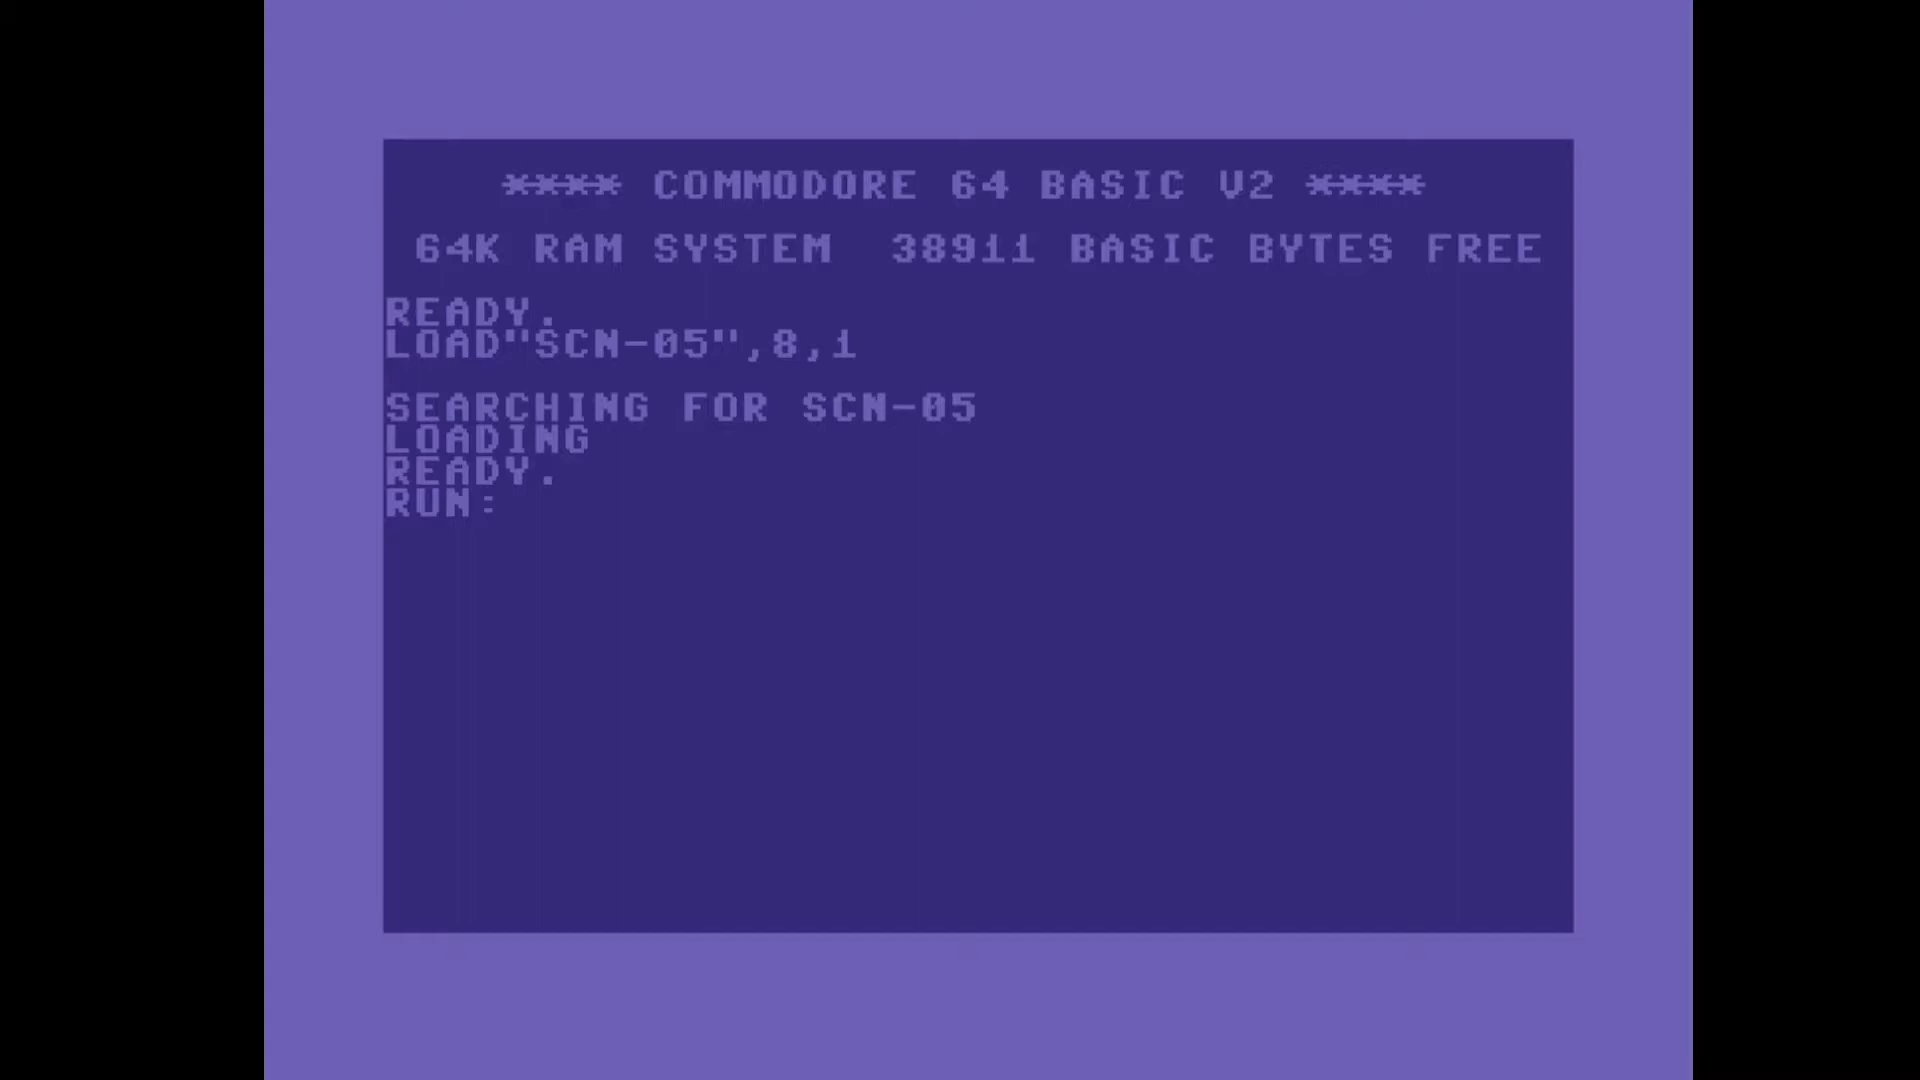 **** COMMODORE 64 BASIC V2 ****
64K RAM SYSTEM  38911 BASIC BYTES FREE
READY.
LOAD"SCN-05",8,1
SEARCHING FOR SCN-05
LOADING
READY.
RUN: